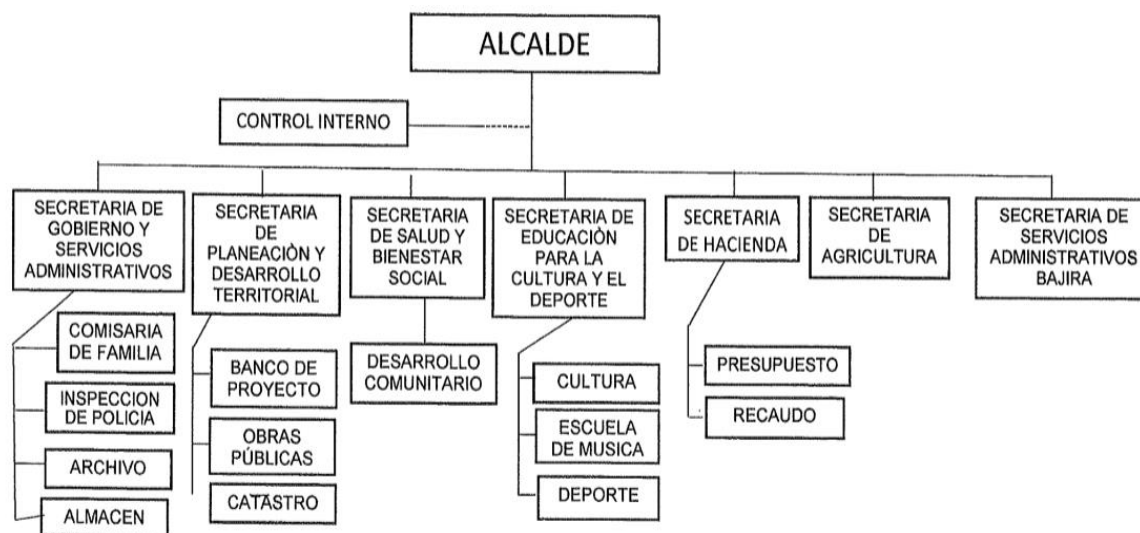 ALCALDE
CONTROL INTERNO
SECRETARIA DE
GOBIERNO Y
SERVICIOS
ADMINISTRATIVOS
SECRETARIA
DE
PLANEACIÒN Y
DESARROLLO
TERRITORIAL
SECRETARIA
DE SALUD Y
BIENESTAR
SOCIAL
SECRETARIA DE
EDUCACIÒN
PARA LA
CULTURA Y EL
DEPORTE
SECRETARIA
DE HACIENDA
SECRETARIA
DE
AGRICULTURA
SECRETARIA DE
SERVICIOS
ADMINISTRATIVOS
BAJIRA
COMISARIA
DE FAMILIA
INSPECCION
DE POLICIA
ARCHIVO
ALMACEN
BANCO DE
PROYECTO
OBRAS
PÚBLICAS
CATASTRO
DESARROLLO
COMUNITARIO
CULTURA
ESCUELA
DE MUSICA
DEPORTE
PRESUPUESTO
RECAUDO